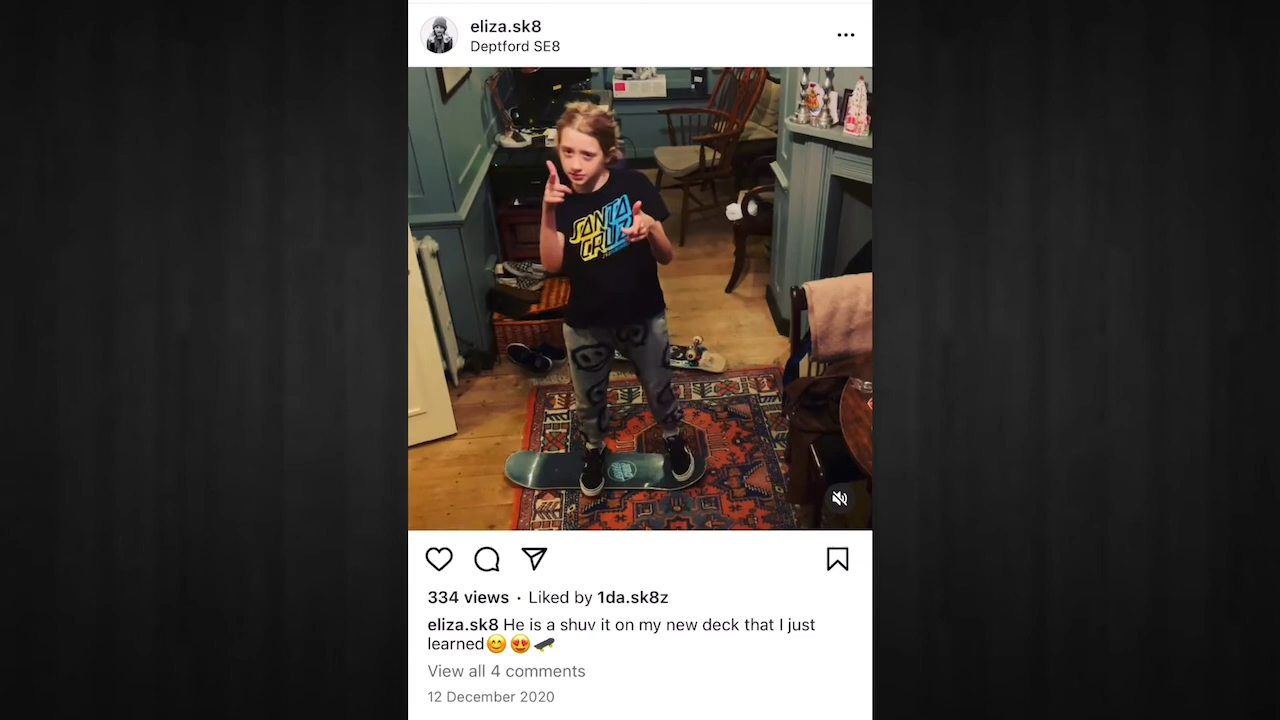 eliza.sk8
Deptford SE8
SANTA
CRUZ
334 views · Liked by 1da.sk8z
eliza.sk8 He is a shuv it on my new deck that I just
learned😊😍🛹
View all 4 comments
12 December 2020